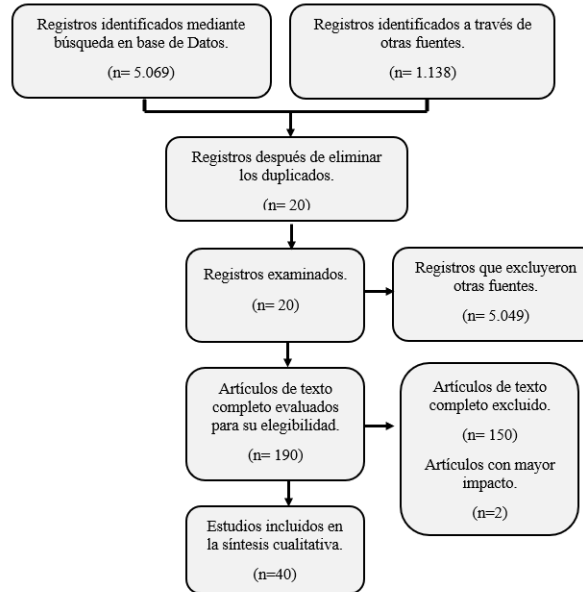 Registros identificados mediante
búsqueda en base de Datos.
(n= 5.069)
Registros identificados a través de
otras fuentes.
(n= 1.138)
Registros después de eliminar
los duplicados.
(n= 20)
Registros examinados.
(n= 20)
Registros que excluyeron
otras fuentes.
(n= 5.049)
Artículos de texto
completo evaluados
para su elegibilidad.
(n= 190)
Artículos de texto
completo excluido.
(n= 150)
Artículos con mayor
impacto.
(n=2)
Estudios incluidos en
la síntesis cualitativa.
(n=40)